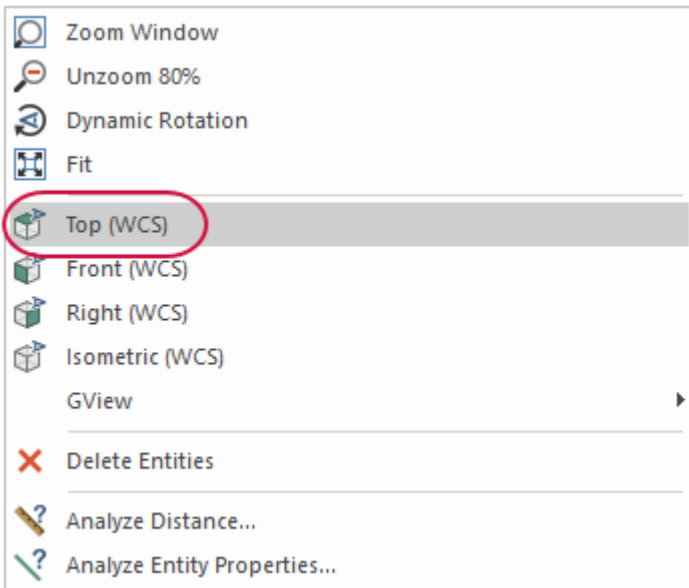 Zoom Window
Unzoom 80%
Dynamic Rotation
Fit
Top (WCS)
Front (WCS)
Right (WCS)
Isometric (WCS)
GView
Delete Entities
Analyze Distance...
Analyze Entity Properties...